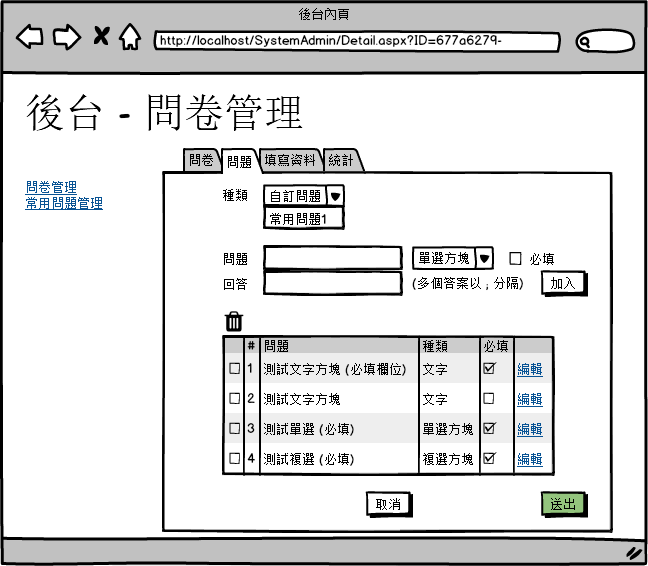 後台內頁
http://localhost/SystemAdmin/Detail.aspx?ID=677a6279-
後台 - 問卷管理
問卷 問題 填寫資料 統計
問卷管理
常用問題管理
種類 自訂問題
常用問題1
問題 單選方塊 必填
回答 (多個答案以 ; 分隔) 加入
# 問題 種類 必填
1 測試文字方塊 (必填欄位) 文字 編輯
2 測試文字方塊 文字 編輯
3 測試單選 (必填) 單選方塊 編輯
4 測試複選 (必填) 複選方塊 編輯
取消 送出